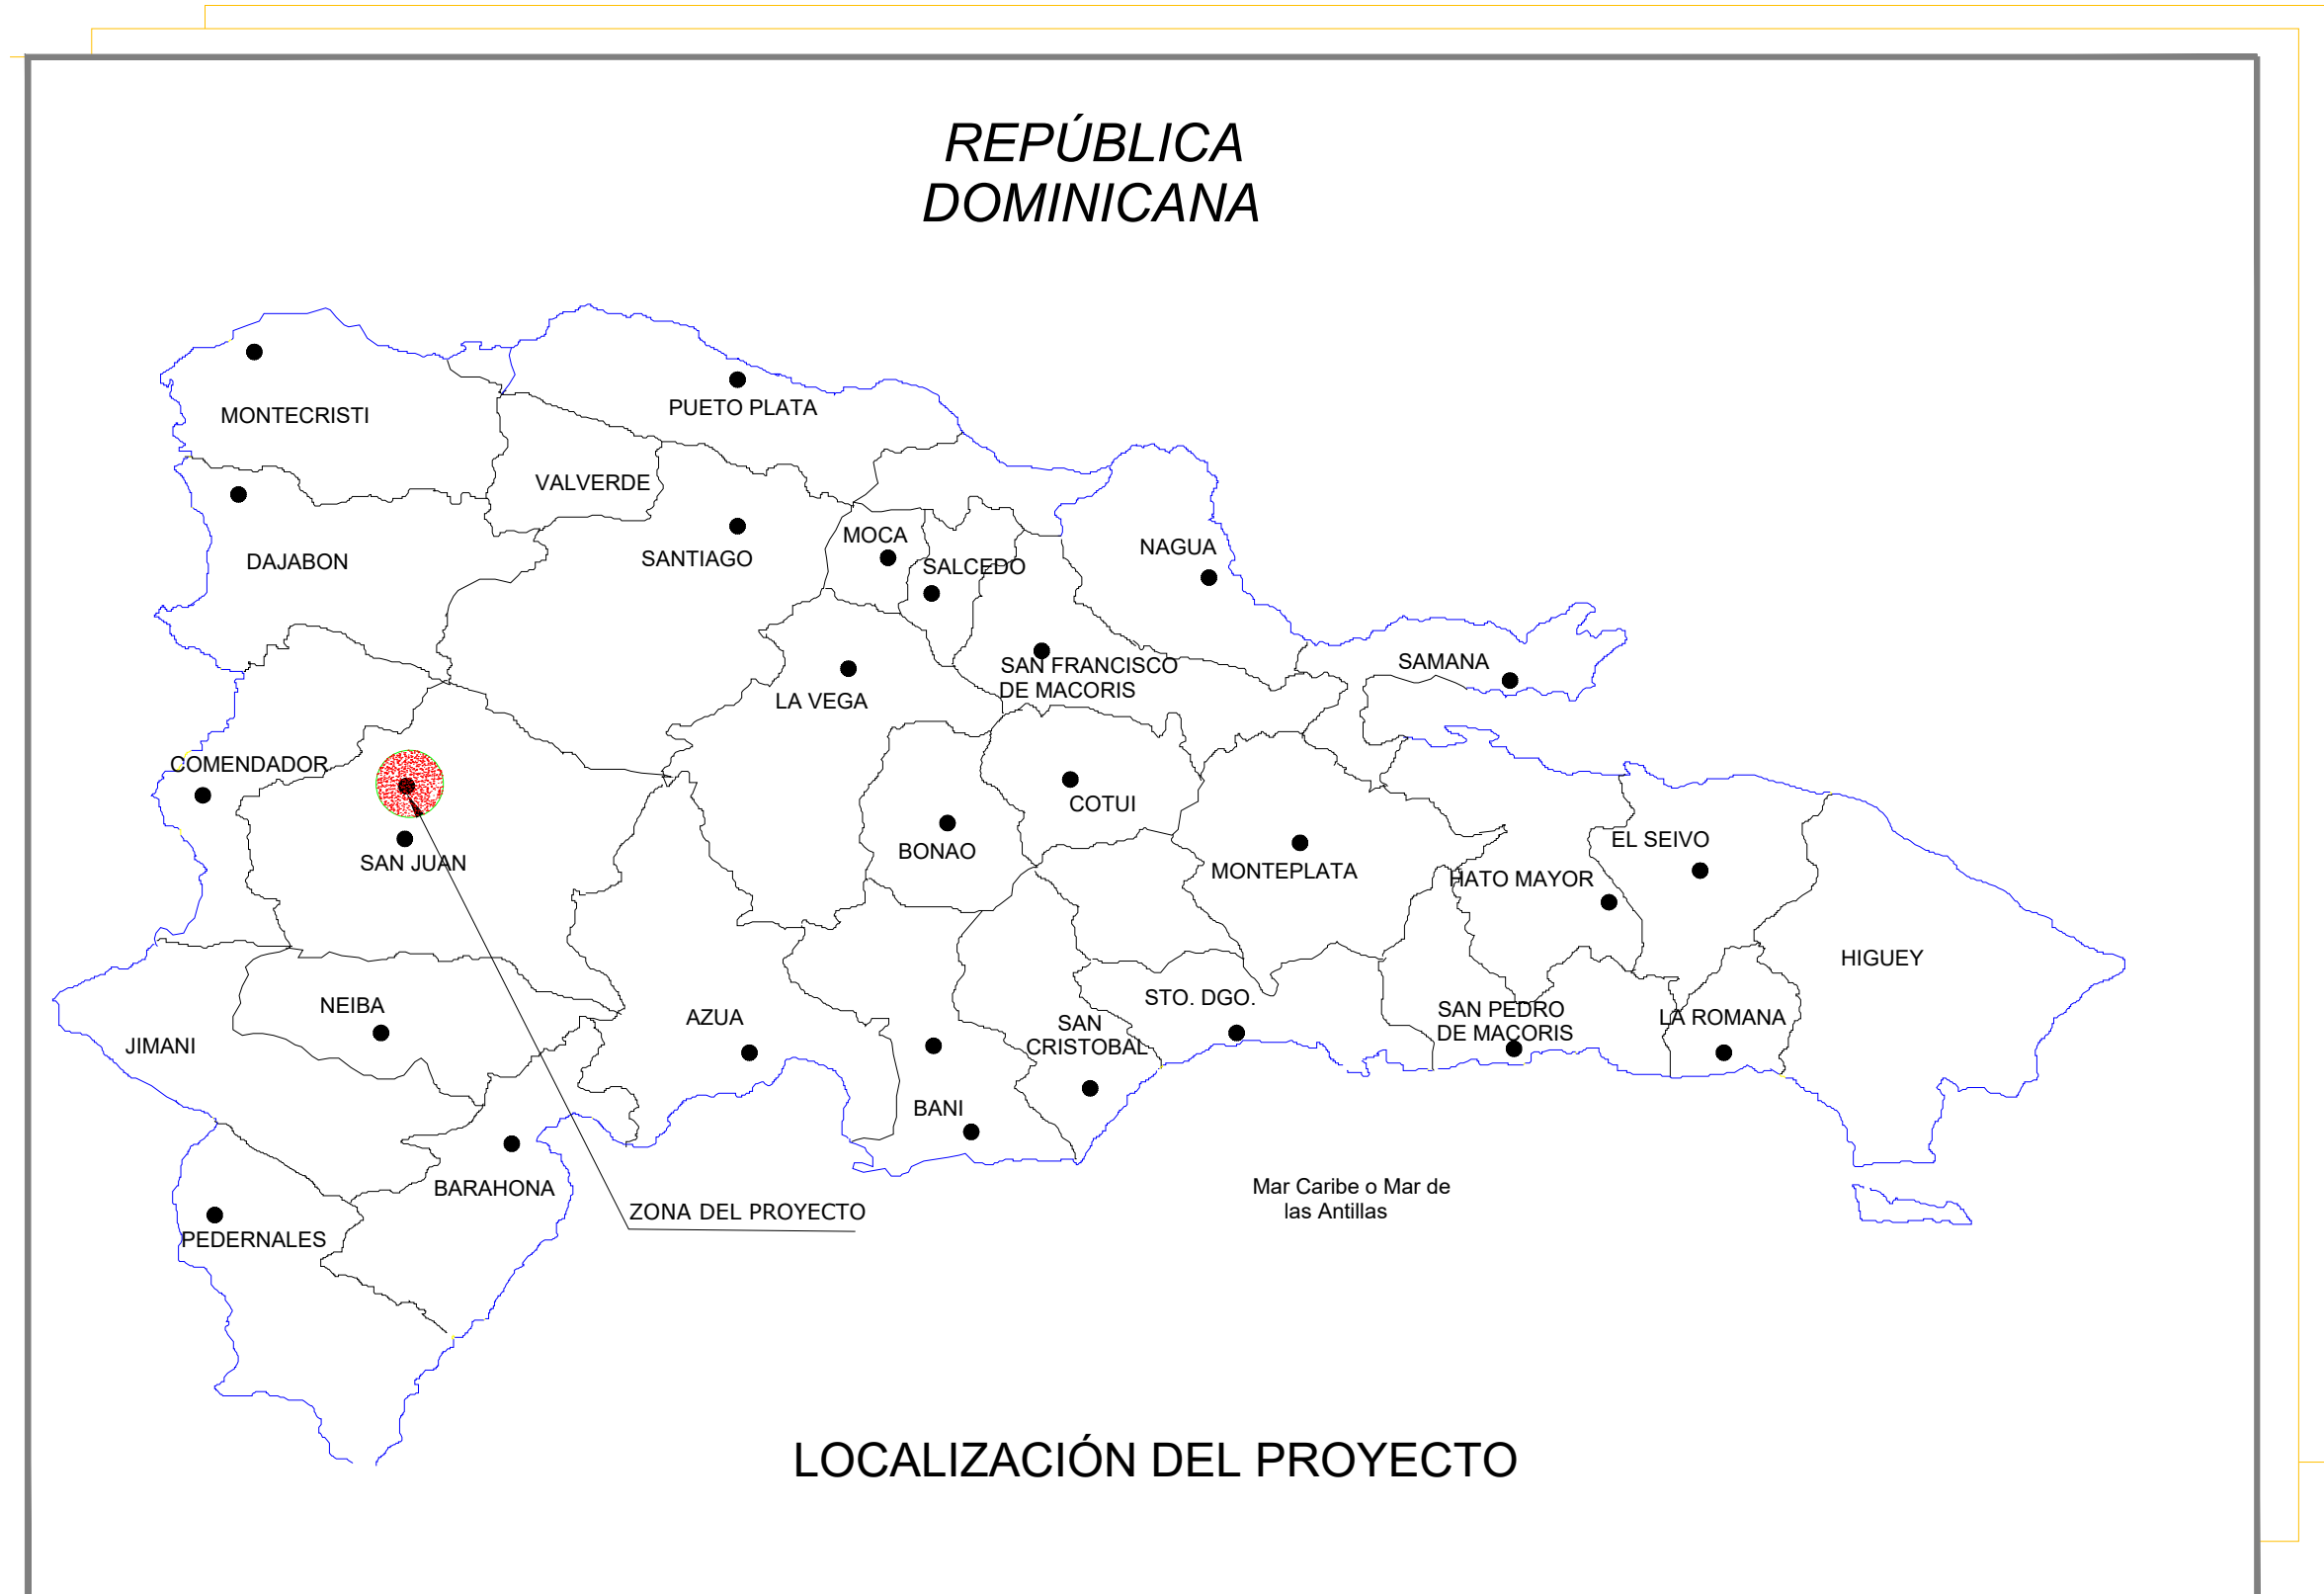 REPÚBLICA
DOMINICANA
MONTECRISTI
PUETO PLATA
VALVERDE
DAJABON
SANTIAGO
MOCA
SALCEDO
NAGUA
SAN FRANCISCO
DE MACORIS
SAMANA
LA VEGA
COMENDADOR
COTUI
SAN JUAN
BONAO
MONTEPLATA
HATO MAYOR
EL SEIVO
HIGUEY
NEIBA
JIMANI
AZUA
STO. DGO.
SAN
CRISTOBAL
SAN PEDRO
DE MACORIS
LA ROMANA
BANI
BARAHONA
PEDERNALES
ZONA DEL PROYECTO
Mar Caribe o Mar de
las Antillas
LOCALIZACIÓN DEL PROYECTO